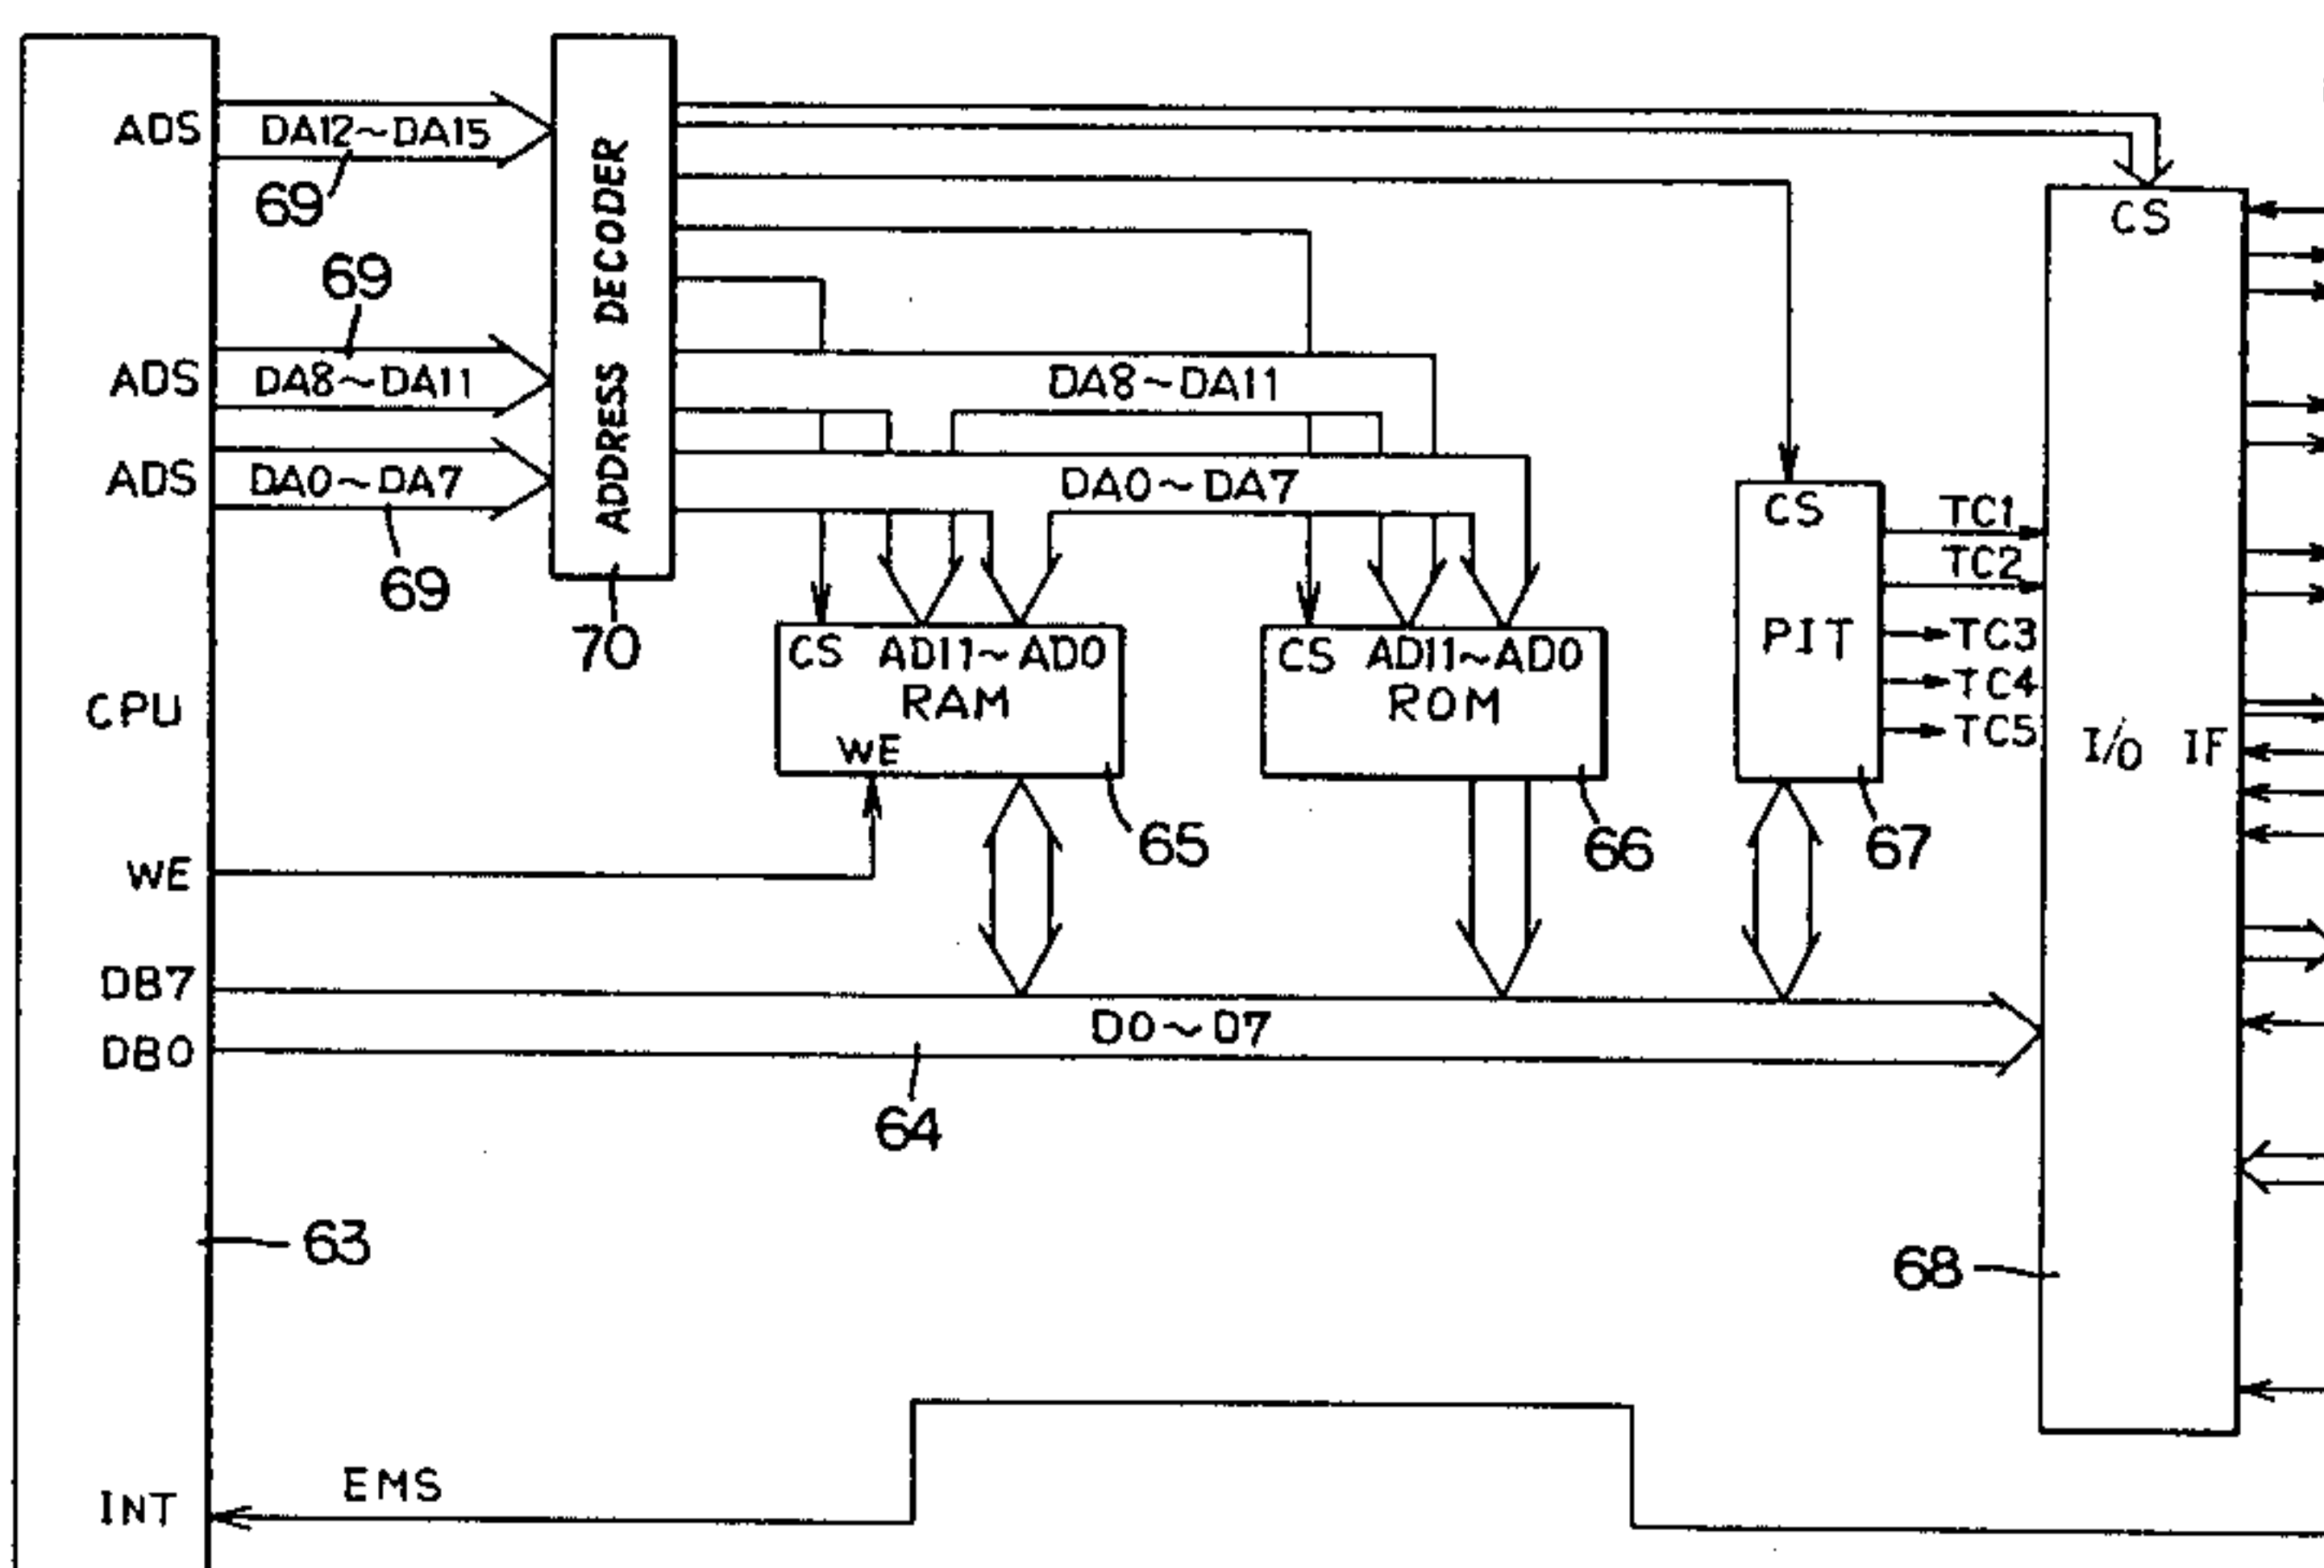 ADS
DA12~DA15
69
ADDRESS DECODER
CS
69
ADS
DA8~DA11
DA8~DA11
ADS
DA0~DA7
DA0~DA7
69
70
CS
TC1
TC2
PIT
TC3
TC4
TC5
CS AD11~AD0
RAM
WE
65
CS AD11~AD0
ROM
66
67
I/O IF
CPU
WE
DB7
DB0
D0~D7
64
63
68
EMS
INT